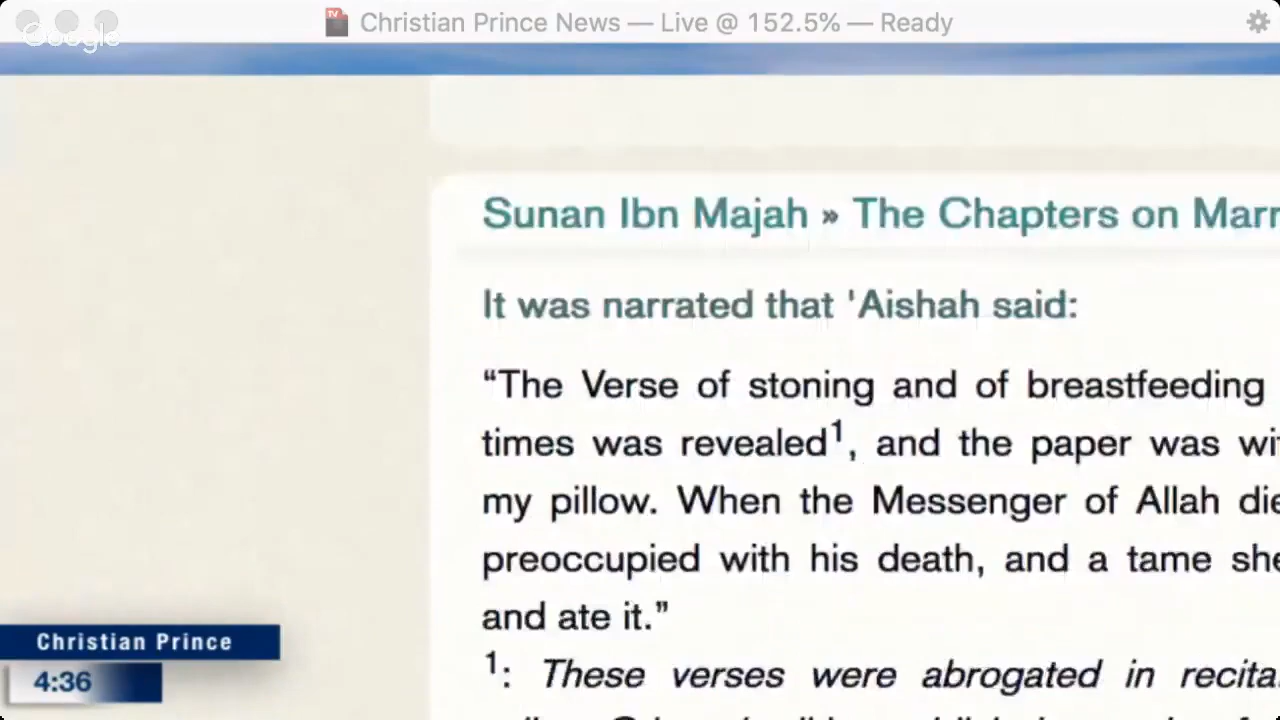 Christian Prince News — Live @ 152.5% — Ready
Google
Sunan Ibn Majah » The Chapters on Marr
It was narrated that 'Aishah said:
“The Verse of stoning and of breastfeeding
times was revealed1, and the paper was wit
my pillow. When the Messenger of Allah die
preoccupied with his death, and a tame she
and ate it.”
1: These verses were abrogated in recita
Christian Prince
4:36